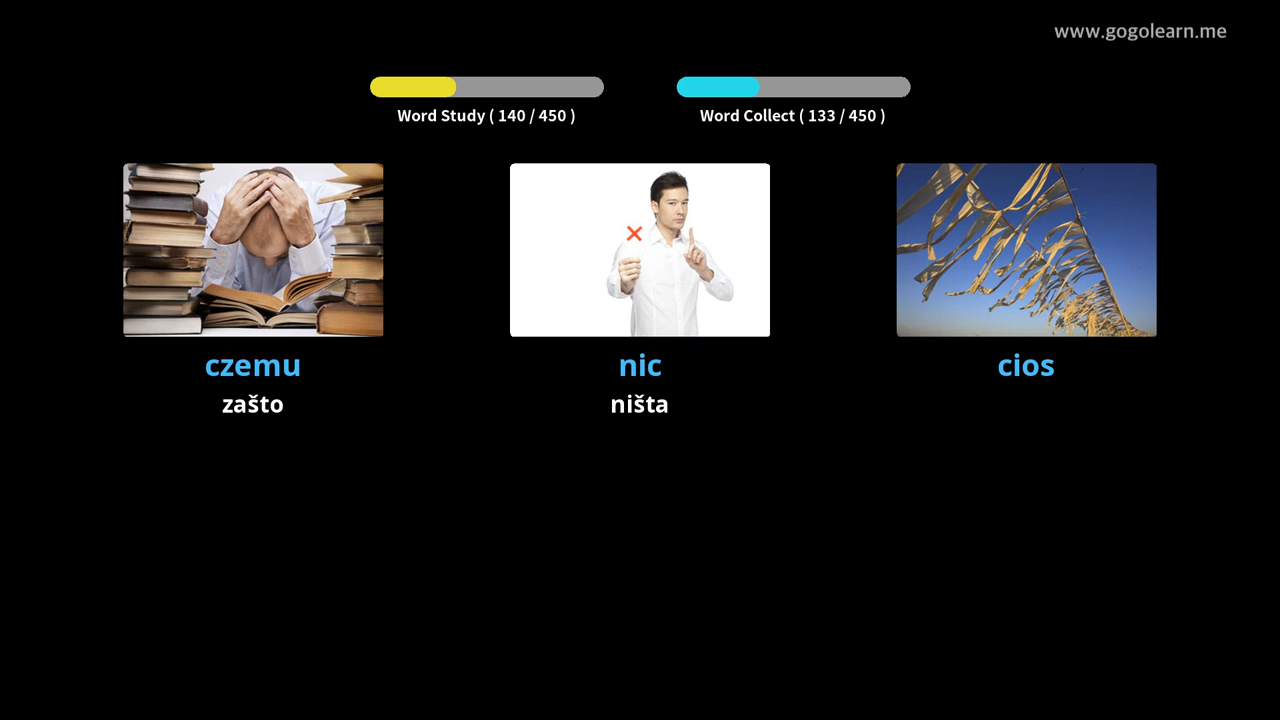 www.gogolearn.me
Word Study ( 140 / 450 )
Word Collect ( 133 / 450 )
czemu
nic
cios
zašto
ništa